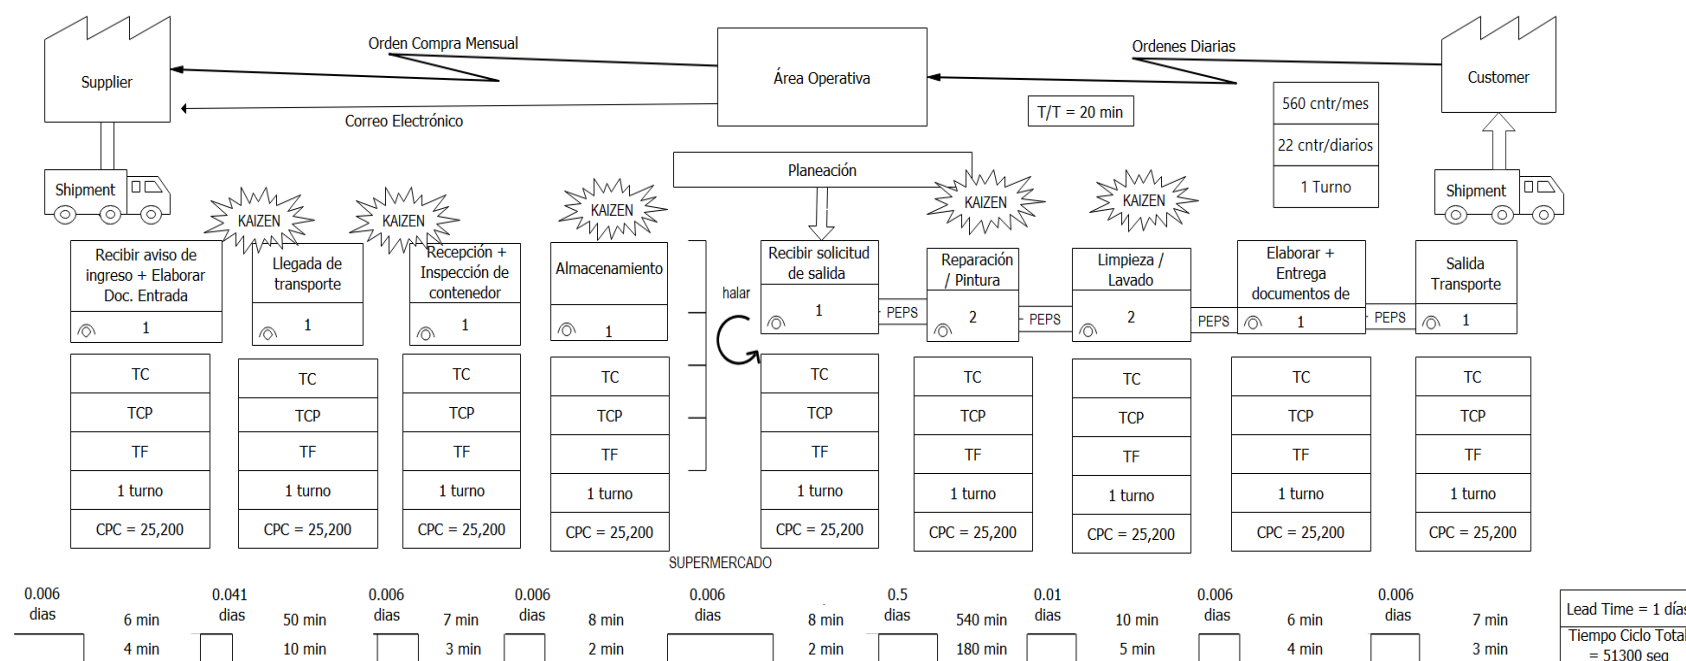 Orden Compra Mensual
Ordenes Diarias
Supplier
Área Operativa
Customer
Correo Electrónico
T/T = 20 min
560 cntr/mes
22 cntr/diarios
1 Turno
Planeación
Shipment
Shipment
KAIZEN
KAIZEN
KAIZEN
KAIZEN
KAIZEN
Recibir aviso de
ingreso + Elaborar
Doc. Entrada
1
Llegada de
transporte
1
Recepción +
Inspección de
contenedor
1
Almacenamiento
1
halar
Recibir solicitud
de salida
1
PEPS
Reparación
/ Pintura
2
PEPS
Limpieza /
Lavado
2
PEPS
Elaborar +
Entrega
documentos de
1
PEPS
Salida
Transporte
1
TC
TCP
TF
1 turno
CPC = 25,200
TC
TCP
TF
1 turno
CPC = 25,200
TC
TCP
TF
1 turno
CPC = 25,200
TC
TCP
TF
1 turno
CPC = 25,200
TC
TCP
TF
1 turno
CPC = 25,200
TC
TCP
TF
1 turno
CPC = 25,200
TC
TCP
TF
1 turno
CPC = 25,200
TC
TCP
TF
1 turno
CPC = 25,200
TC
TCP
TF
1 turno
CPC = 25,200
SUPERMERCADO
0.006
dias
6 min
4 min
0.041
dias
50 min
10 min
0.006
dias
7 min
3 min
0.006
dias
8 min
2 min
0.006
dias
8 min
2 min
0.5
dias
540 min
180 min
0.01
dias
10 min
5 min
0.006
dias
6 min
4 min
0.006
dias
7 min
3 min
Lead Time = 1 días
Tiempo Ciclo Total
= 51300 seg